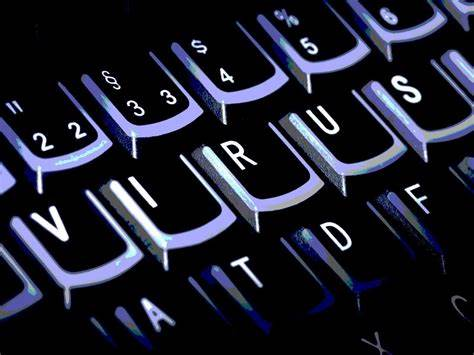 " 2 2 § 3 3 $ 4 % 5 & 6
V I R U S
A T D F
X C